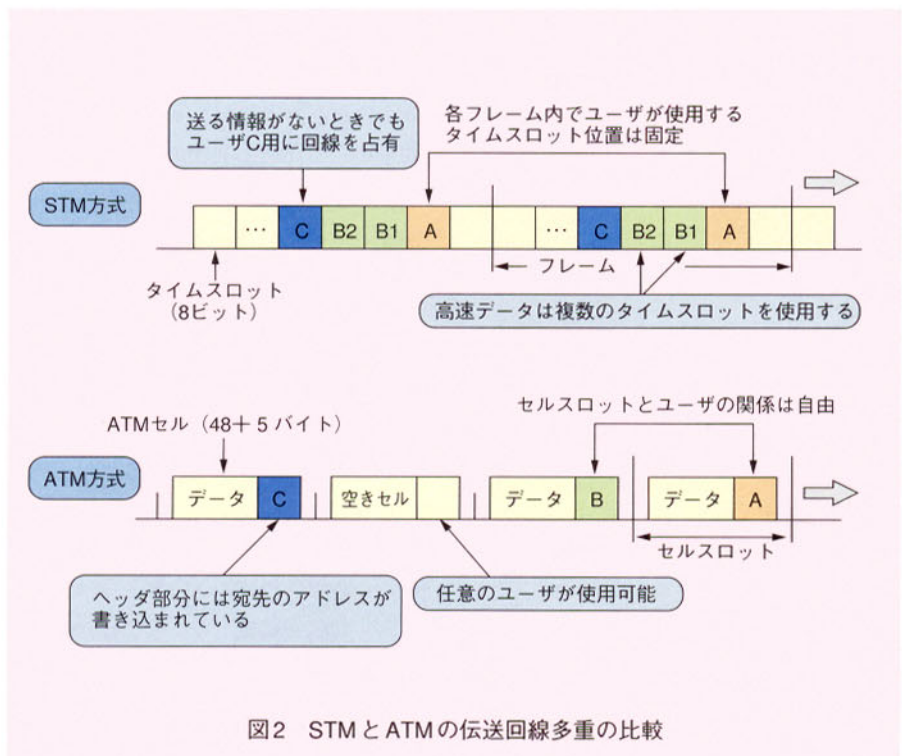 送る情報がないときでも
ユーザC用に回線を占有
各フレーム内でユーザが使用する
タイムスロット位置は固定
STM方式
… C B2 B1 A … C B2 B1 A
フレーム
タイムスロット
(8ビット)
高速データは複数のタイムスロットを使用する
セルスロットとユーザの関係は自由
ATMセル(48+5バイト)
ATM方式
データ C 空きセル データ B データ A
セルスロット
ヘッダ部分には宛先のアドレスが
書き込まれている
任意のユーザが使用可能
図2 STMとATMの伝送回線多重の比較